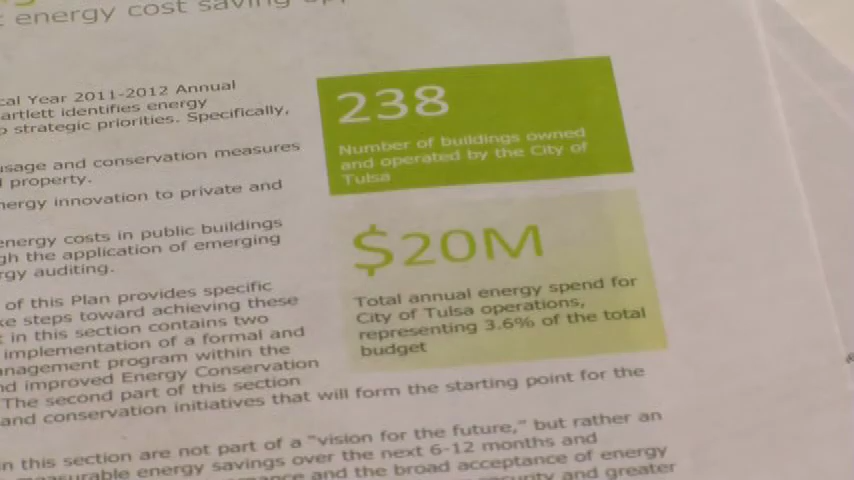 energy cost saving
cal Year 2011-2012 Annual
artlett identifies energy
strategic priorities. Specifically,
usage and conservation measures
property.
nergy innovation to private and
energy costs in public buildings
gh the application of emerging
rgy auditing.
of this Plan provides specific
ke steps toward achieving these
in this section contains two
implementation of a formal and
anagement program within the
nd improved Energy Conservation
The second part of this section
and conservation initiatives that will form the starting point for the
n this section are not part of a "vision for the future," but rather an
measurable energy savings over the next 6-12 months and
and the broad acceptance of energy
security and greater
238
Number of buildings owned
and operated by the City of
Tulsa
$20M
Total annual energy spend for
City of Tulsa operations,
representing 3.6% of the total
budget